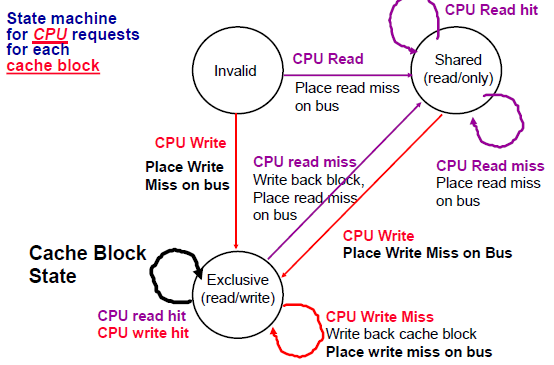 State machine
for CPU requests
for each
cache block
CPU Read hit
Invalid
CPU Read
Place read miss
on bus
Shared
(read/only)
CPU Write
Place Write
Miss on bus
CPU read miss
Write back block,
Place read miss
on bus
CPU Read miss
Place read miss
on bus
CPU Write
Place Write Miss on Bus
Cache Block
State
Exclusive
(read/write)
CPU read hit
CPU write hit
CPU Write Miss
Write back cache block
Place write miss on bus